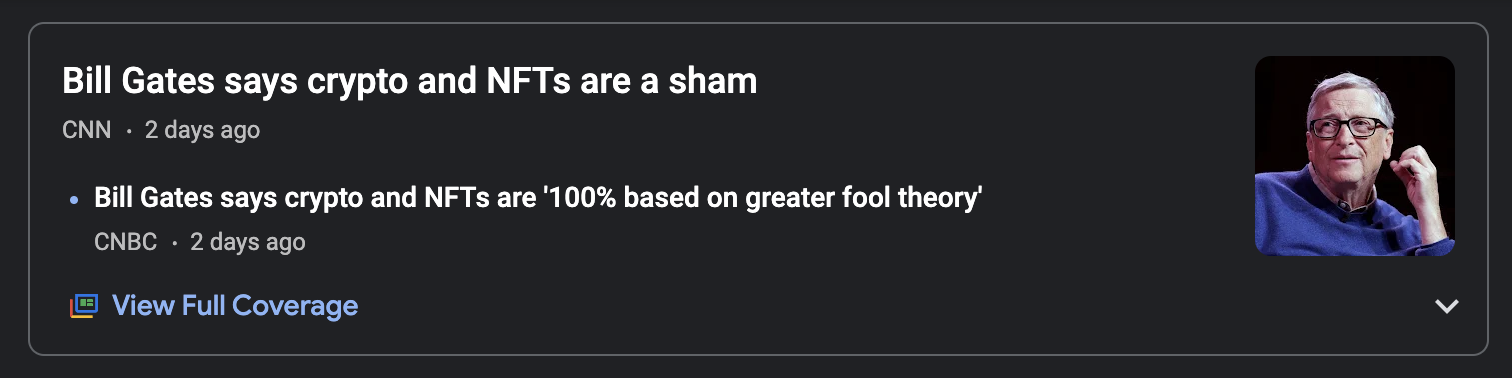 Bill Gates says crypto and NFTs are a sham
CNN · 2 days ago
Bill Gates says crypto and NFTs are '100% based on greater fool theory'
CNBC · 2 days ago
View Full Coverage